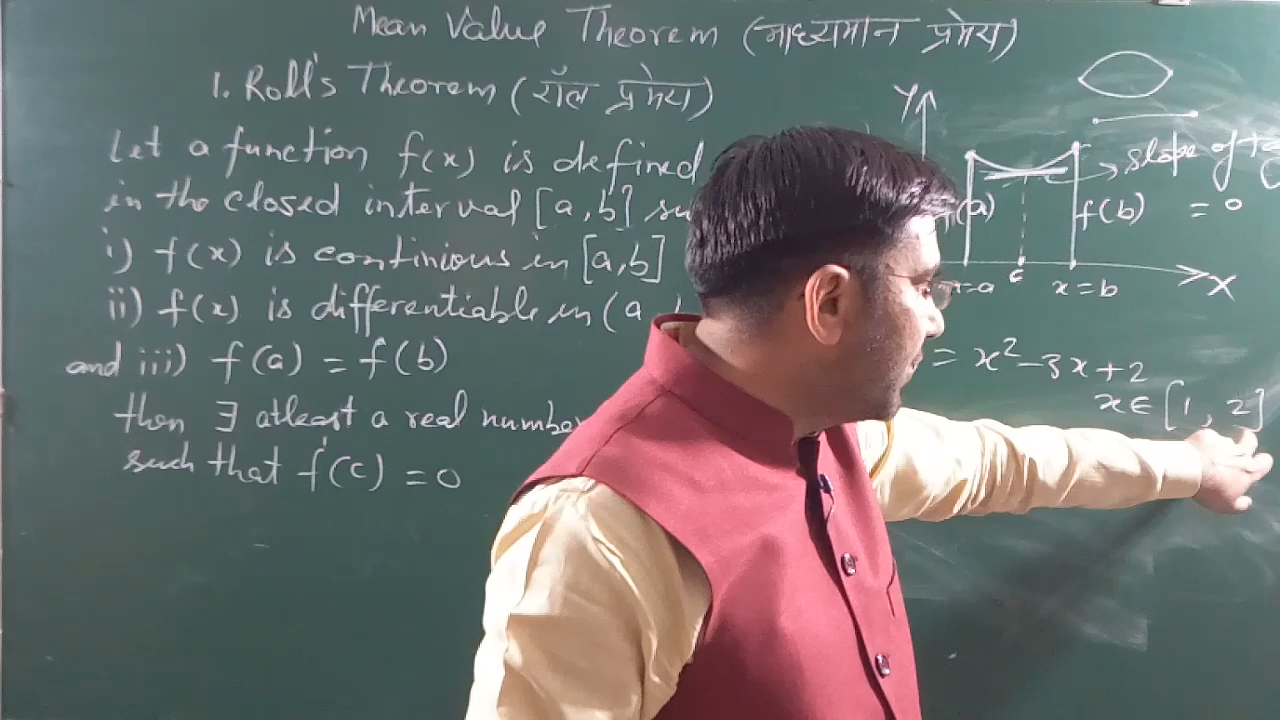 Mean Value Theorem (माध्यमान प्रमेय)
1. Roll's Theorem (रॉल प्रमेय)
Let a function f(x) is defined
in the closed interval [a,b]
i) f(x) is continious in [a,b]
ii) f(x) is differentiable in (a
and iii) f(a) = f(b)
then ∃ atleast a real number
such that f'(c) = 0
Y
slope of
(a)
f(b)
= 0
c
x=b
X
= x²-3x+2
x∈[1, 2]